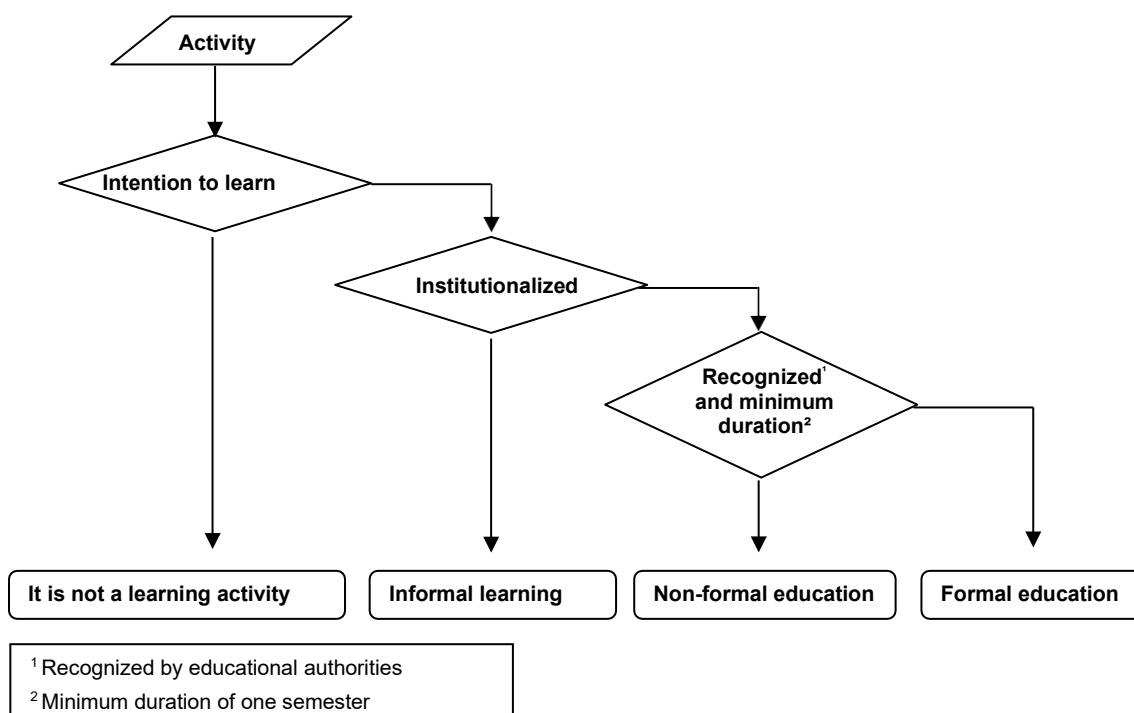 Activity
Intention to learn
Institutionalized
Recognized¹
and minimum
duration²
It is not a learning activity
Informal learning
Non-formal education
Formal education
¹ Recognized by educational authorities
² Minimum duration of one semester